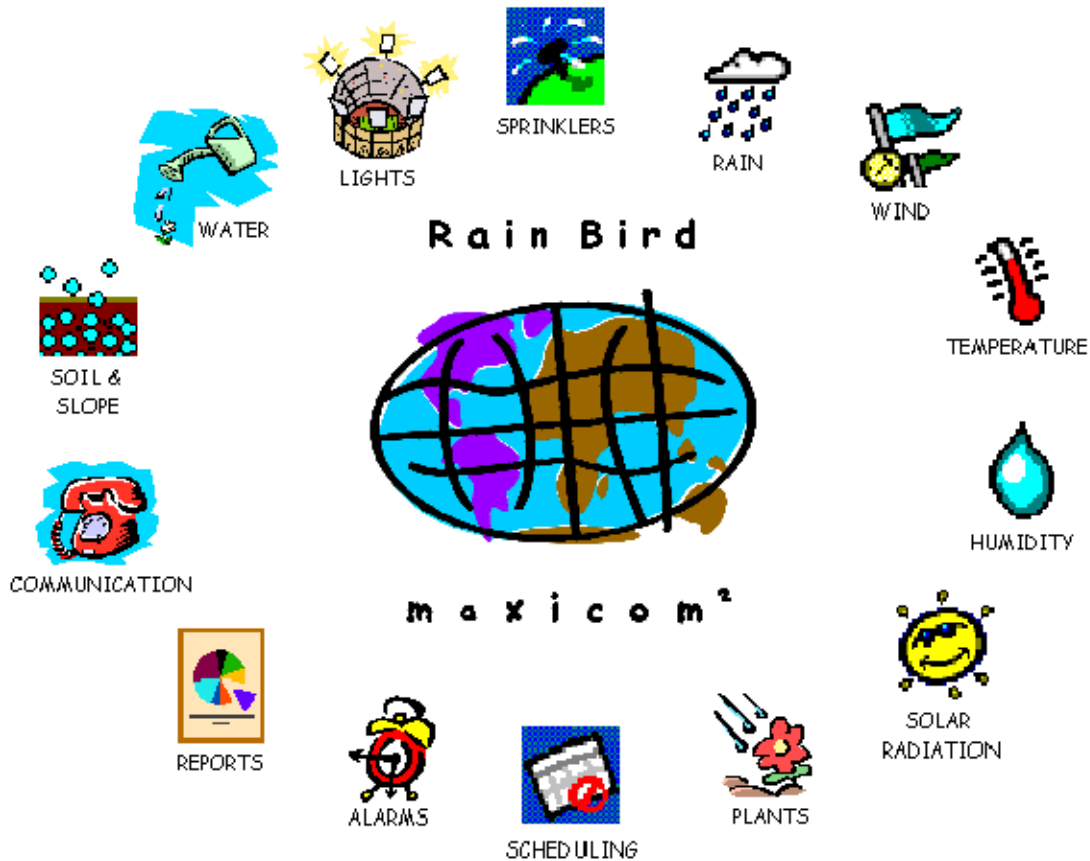 SPRINKLERS
LIGHTS
RAIN
WIND
WATER
Rain Bird
TEMPERATURE
SOIL &
SLOPE
HUMIDITY
COMMUNICATION
maxicom²
SOLAR
RADIATION
REPORTS
ALARMS
PLANTS
SCHEDULING